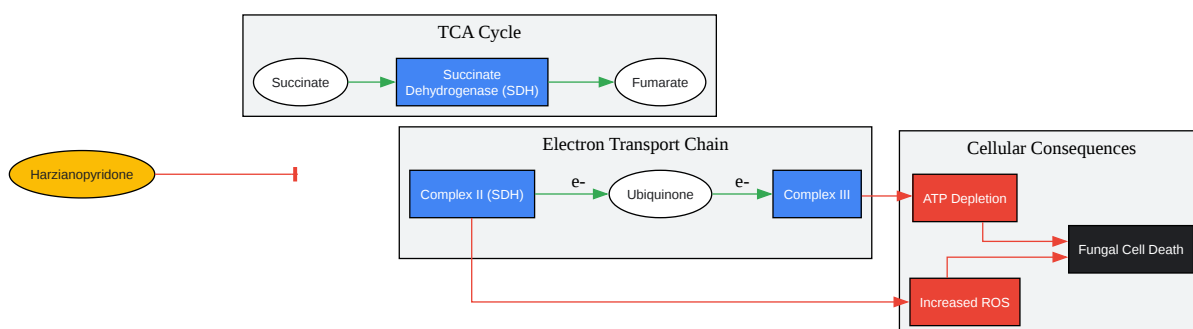 TCA Cycle
Succinate
Succinate
Dehydrogenase (SDH)
Fumarate
Harzianopyridone
Electron Transport Chain
Complex II (SDH)
e-
Ubiquinone
e-
Complex III
Cellular Consequences
ATP Depletion
Fungal Cell Death
Increased ROS